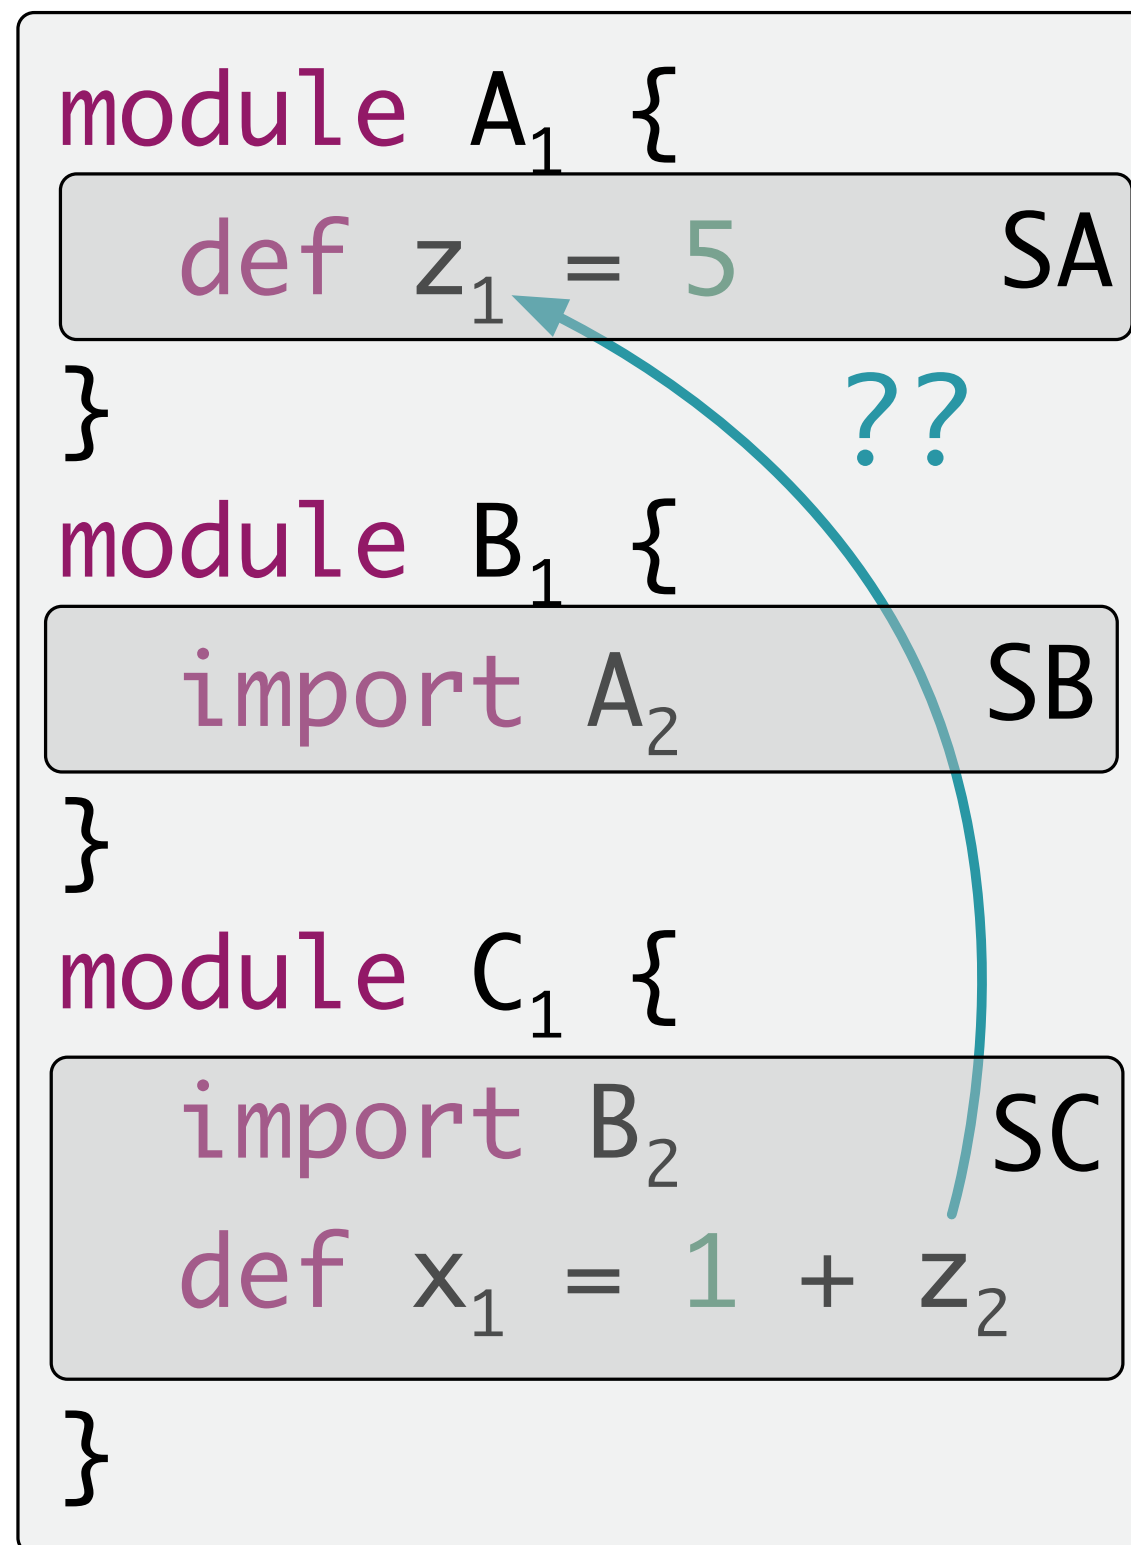 module A₁ {
def z₁ = 5 SA
}
??
module B₁ {
import A₂ SB
}
module C₁ {
import B₂ SC
def x₁ = 1 + z₂
}